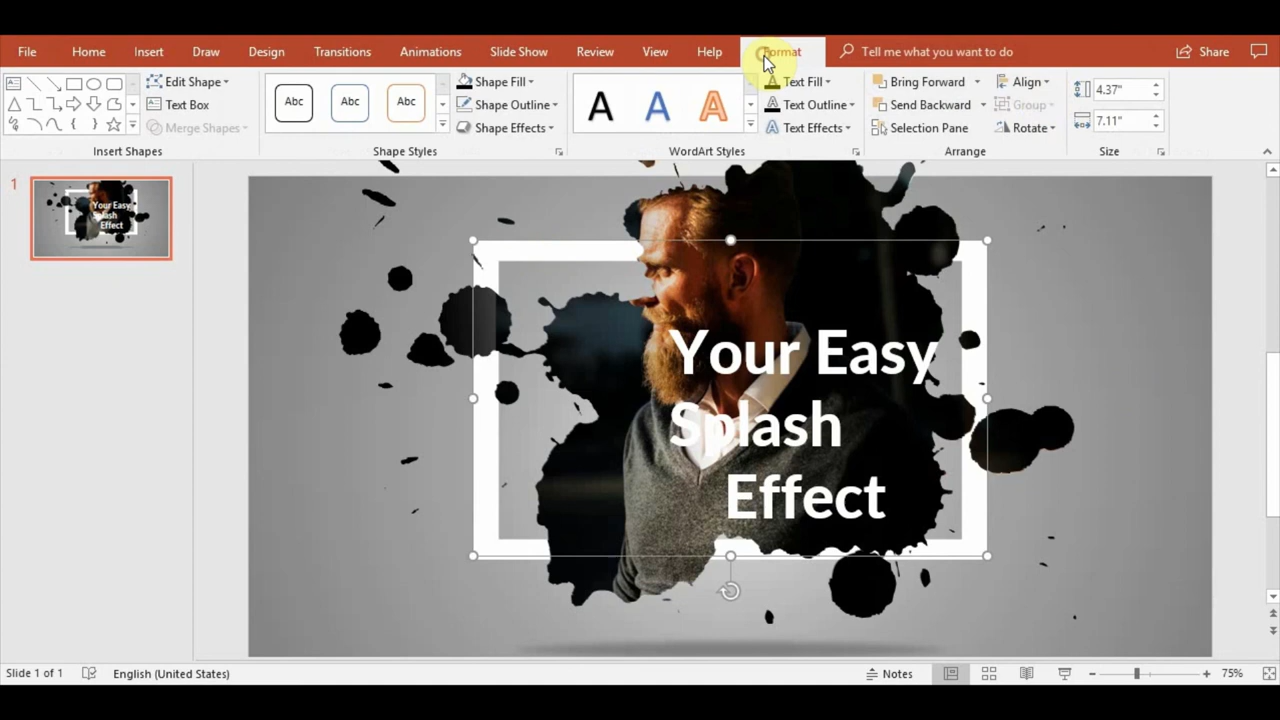 File Home Insert Draw Design Transitions Animations Slide Show Review View Help Format Tell me what you want to do Share
Edit Shape
Text Box
Merge Shapes
Insert Shapes
Abc Abc Abc
Shape Fill
Shape Outline
Shape Effects
Shape Styles
A A A
Text Fill
Text Outline
Text Effects
WordArt Styles
Bring Forward
Send Backward
Selection Pane
Align
Group
Rotate
Arrange
4.37"
7.11"
Size
1
Your Easy
Splash
Effect
Your Easy
Splash
Effect
Slide 1 of 1 English (United States) Notes 75%